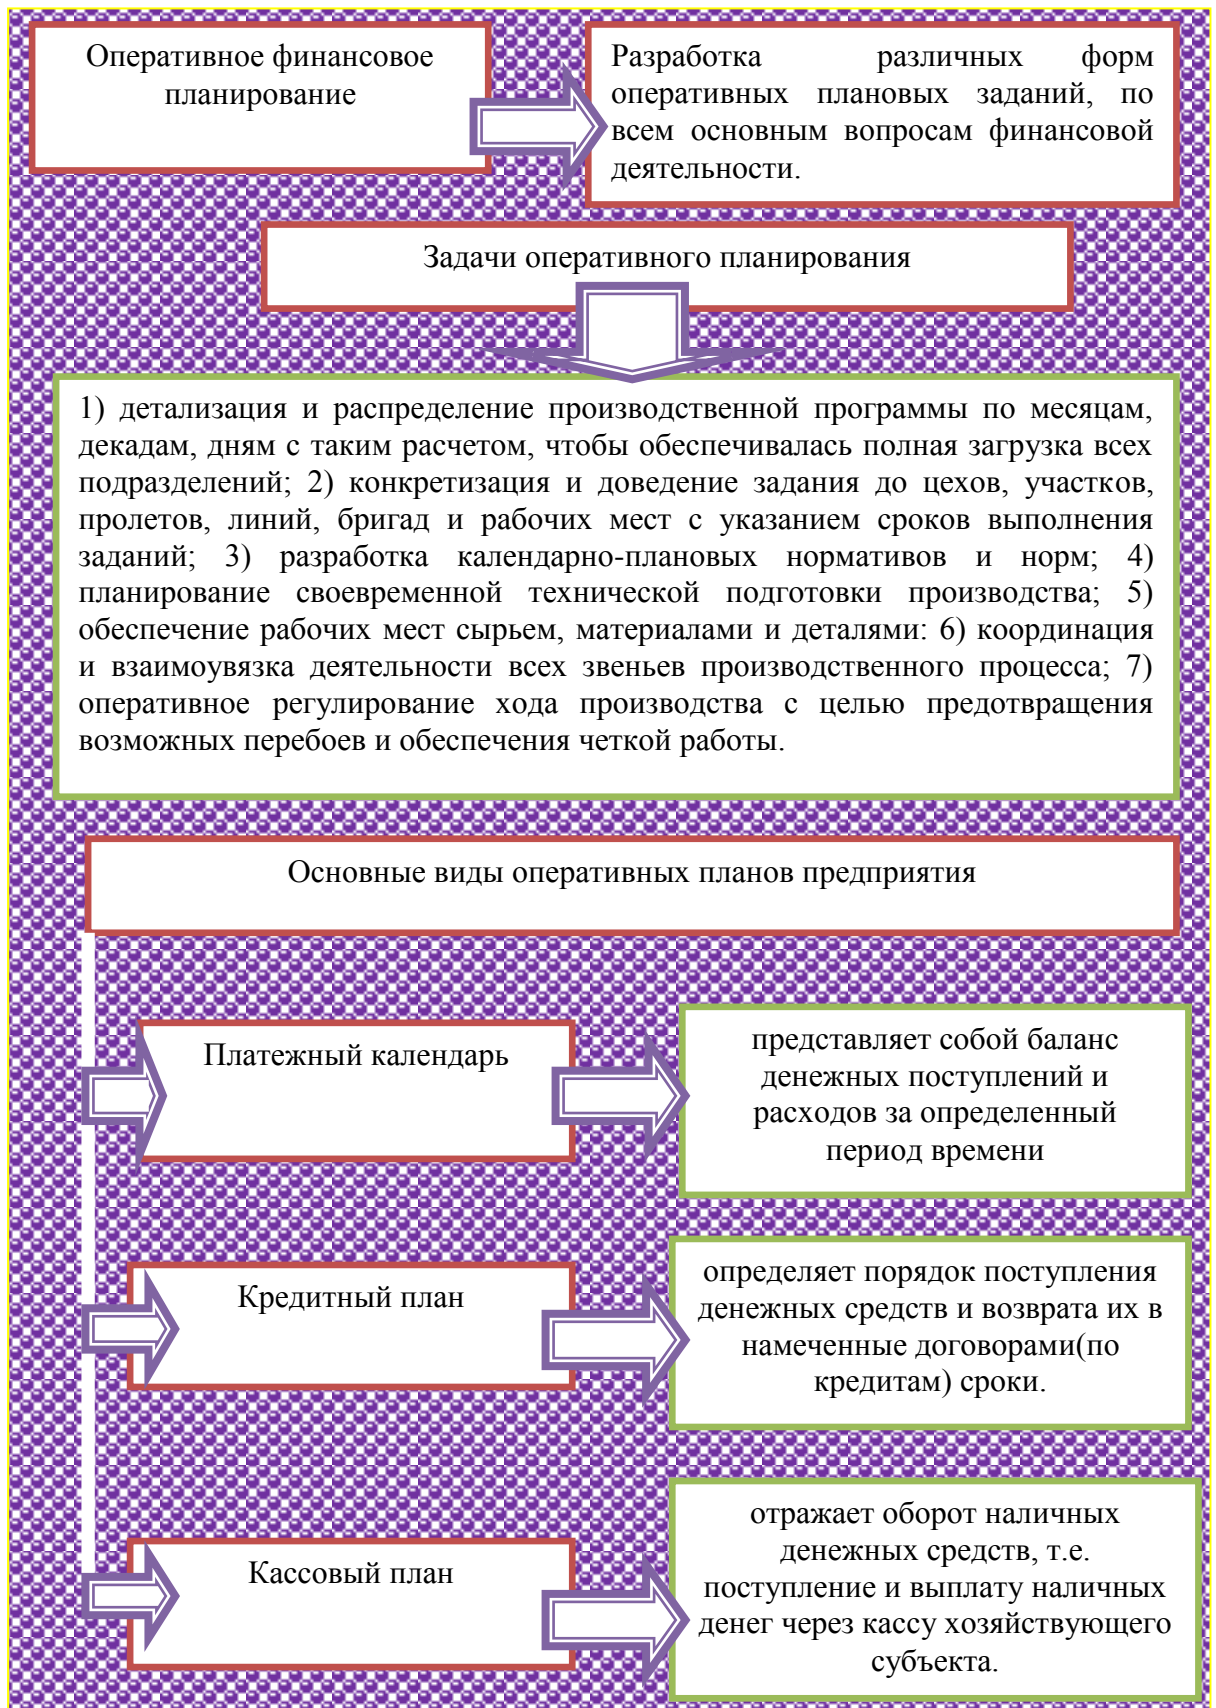 Оперативное финансовое
планирование
Разработка различных форм
оперативных плановых заданий, по
всем основным вопросам финансовой
деятельности.
Задачи оперативного планирования
1) детализация и распределение производственной программы по месяцам,
декадам, дням с таким расчетом, чтобы обеспечивалась полная загрузка всех
подразделений; 2) конкретизация и доведение задания до цехов, участков,
пролетов, линий, бригад и рабочих мест с указанием сроков выполнения
заданий; 3) разработка календарно-плановых нормативов и норм; 4)
планирование своевременной технической подготовки производства; 5)
обеспечение рабочих мест сырьем, материалами и деталями: 6) координация
и взаимоувязка деятельности всех звеньев производственного процесса; 7)
оперативное регулирование хода производства с целью предотвращения
возможных перебоев и обеспечения четкой работы.
Основные виды оперативных планов предприятия
Платежный календарь
представляет собой баланс
денежных поступлений и
расходов за определенный
период времени
Кредитный план
определяет порядок поступления
денежных средств и возврата их в
намеченные договорами(по
кредитам) сроки.
Кассовый план
отражает оборот наличных
денежных средств, т.е.
поступление и выплату наличных
денег через кассу хозяйствующего
субъекта.